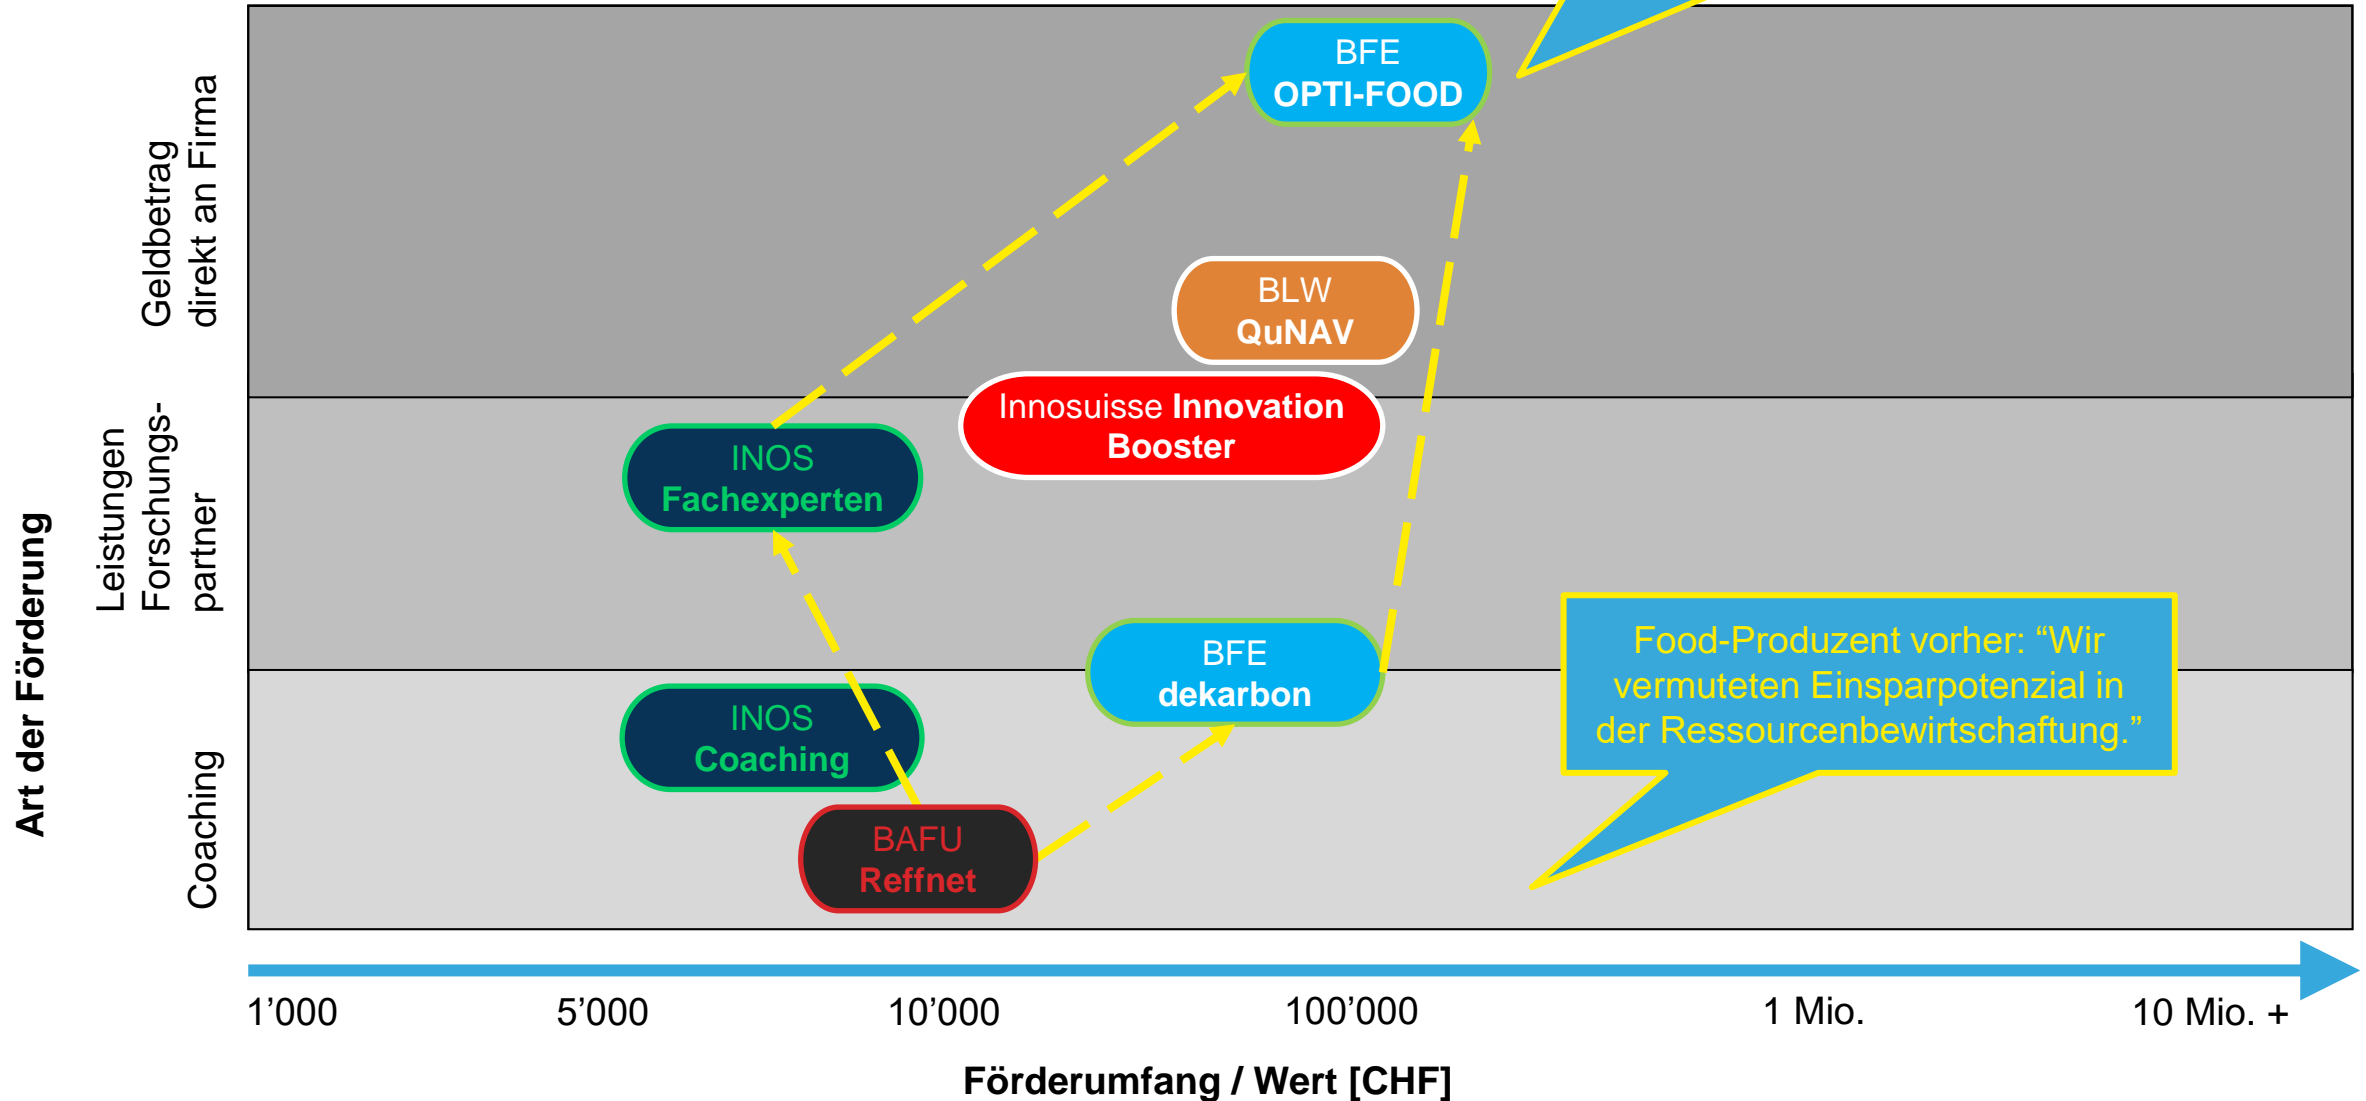 Art der Förderung
Geldbetrag
direkt an Firma
Leistungen
Forschungs-
partner
Coaching
BFE
OPTI-FOOD
BLW
QuNAV
Innosuisse Innovation
Booster
INOS
Fachexperten
BFE
dekarbon
INOS
Coaching
BAFU
Reffnet
Food-Produzent vorher: “Wir
vermuteten Einsparpotenzial in
der Ressourcenbewirtschaftung.”
1’000
5’000
10’000
100’000
1 Mio.
10 Mio. +
Förderumfang / Wert [CHF]